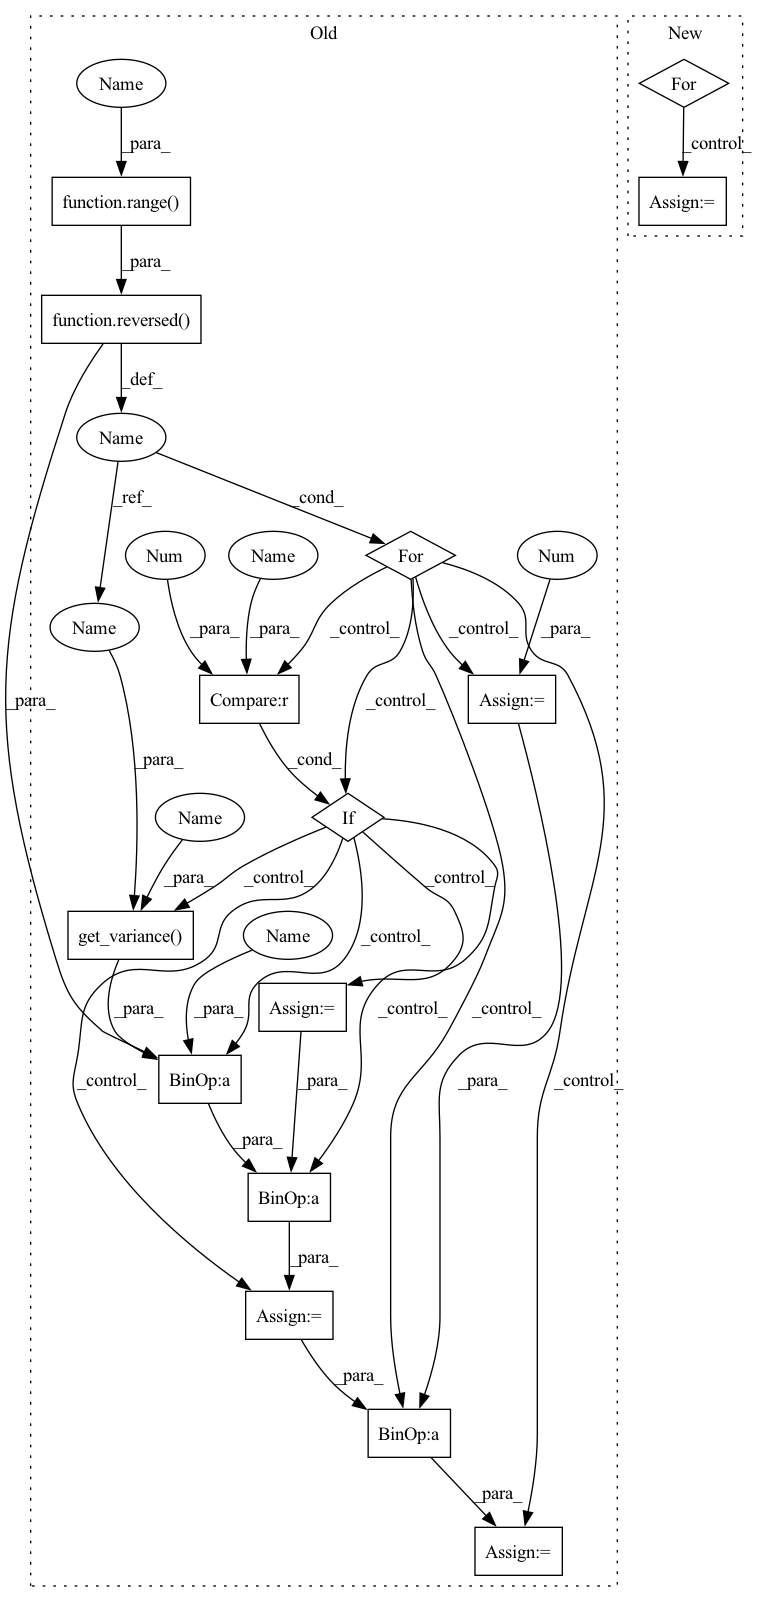 Old
New
Name
For
_para_
_control_
function.range()
Assign:=
_para_
function.reversed()
_def_
Name
_ref_
_cond_
Num
Name
For
Num
Name
_para_
_para_
_control_
_control_
_para_
_para_
Compare:r
Assign:=
_control_
_para_
_cond_
Name
If
_para_
_control_
_control_
get_variance()
Name
_control_
_para_
_para_
Assign:=
_control_
_control_
BinOp:a
_control_
_para_
_para_
_control_
_para_
BinOp:a
_para_
Assign:=
_para_
BinOp:a
_para_
Assign:=